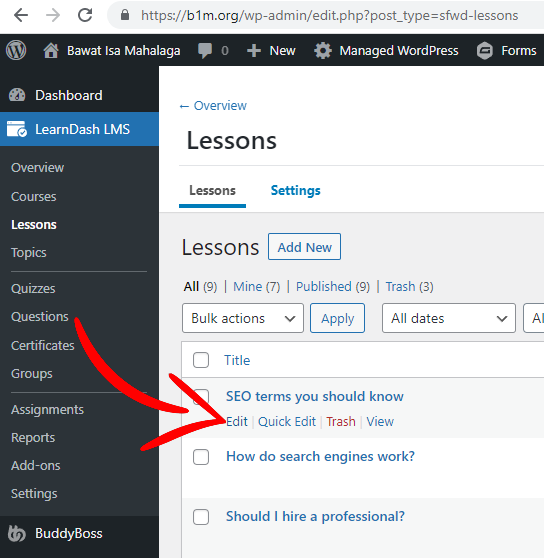 https://b1m.org/wp-admin/edit.php?post_type=sfwd-lessons
Bawat Isa Mahalaga 0 New Managed WordPress Forms
Dashboard
LearnDash LMS
Overview
Courses
Lessons
Topics
Quizzes
Questions
Certificates
Groups
Assignments
Reports
Add-ons
Settings
BuddyBoss
← Overview
Lessons
Lessons Settings
Lessons Add New
All (9) | Mine (7) | Published (9) | Trash (3)
Bulk actions Apply All dates Al
Title
SEO terms you should know
Edit | Quick Edit | Trash | View
How do search engines work?
Should I hire a professional?